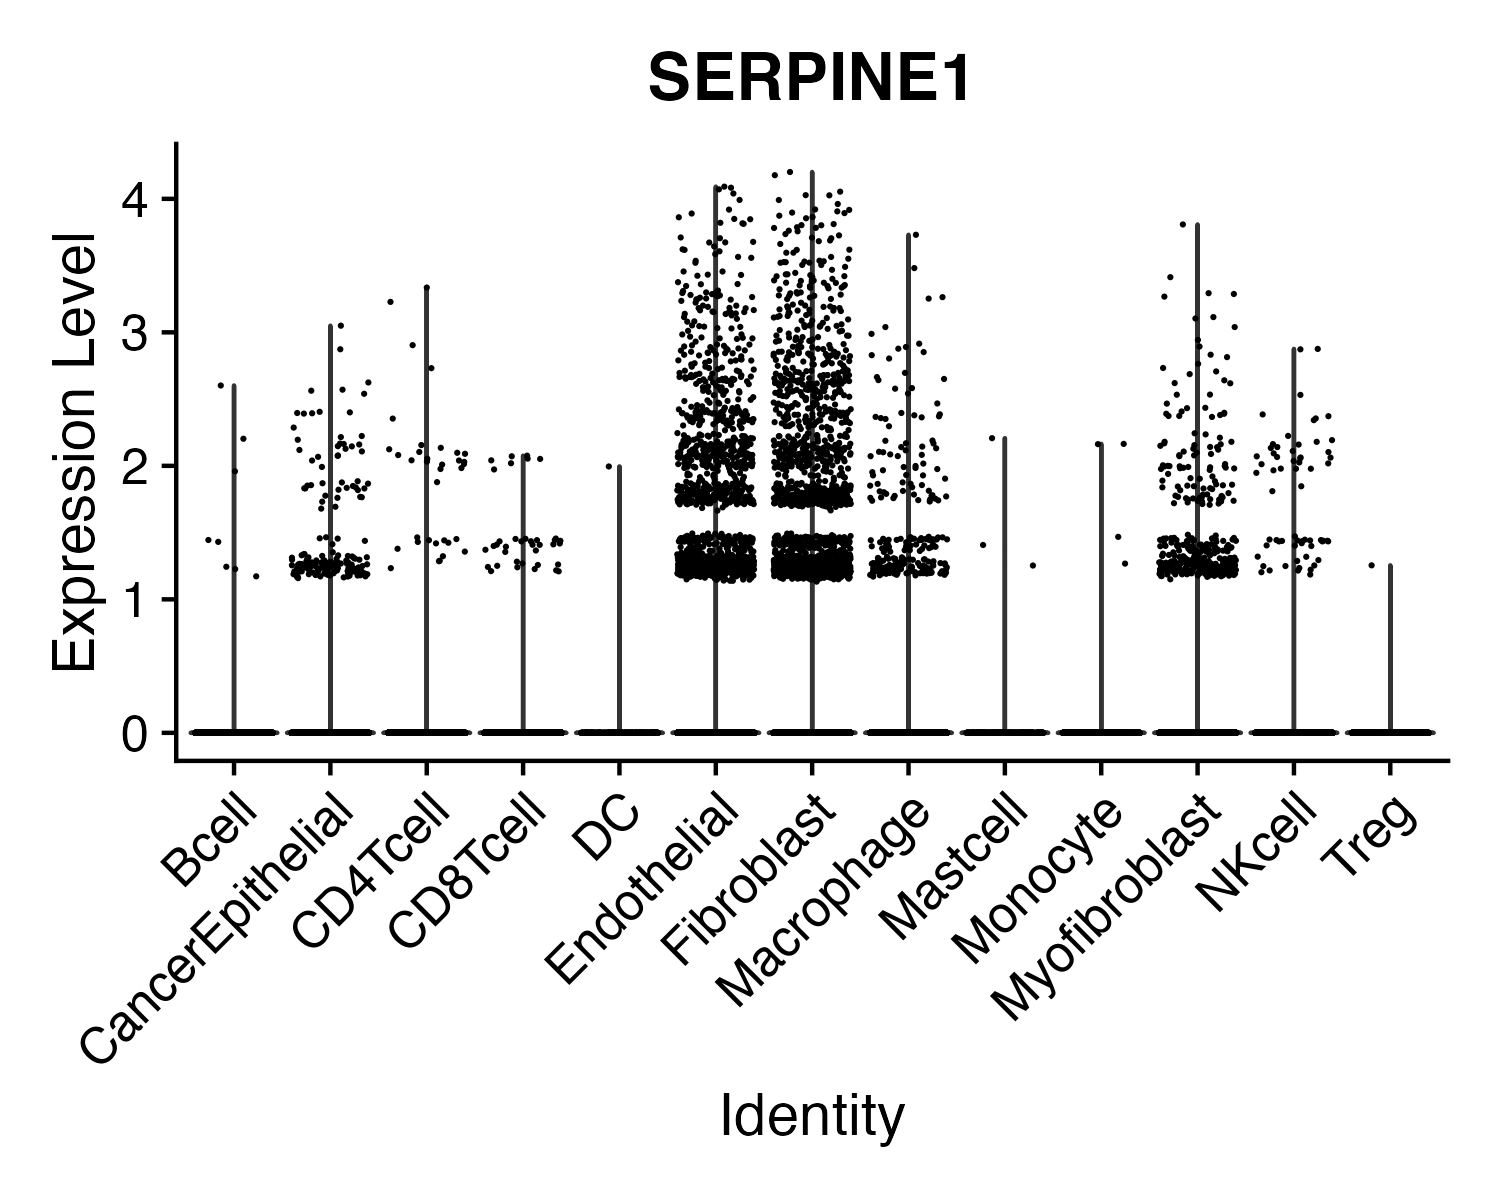 SERPINE1
Expression Level
4
3
2
1
0
Bcell
CancerEpithelial
CD4Tcell
CD8Tcell
DC
Endothelial
Fibroblast
Macrophage
Mastcell
Monocyte
Myofibroblast
NKcell
Treg
Identity